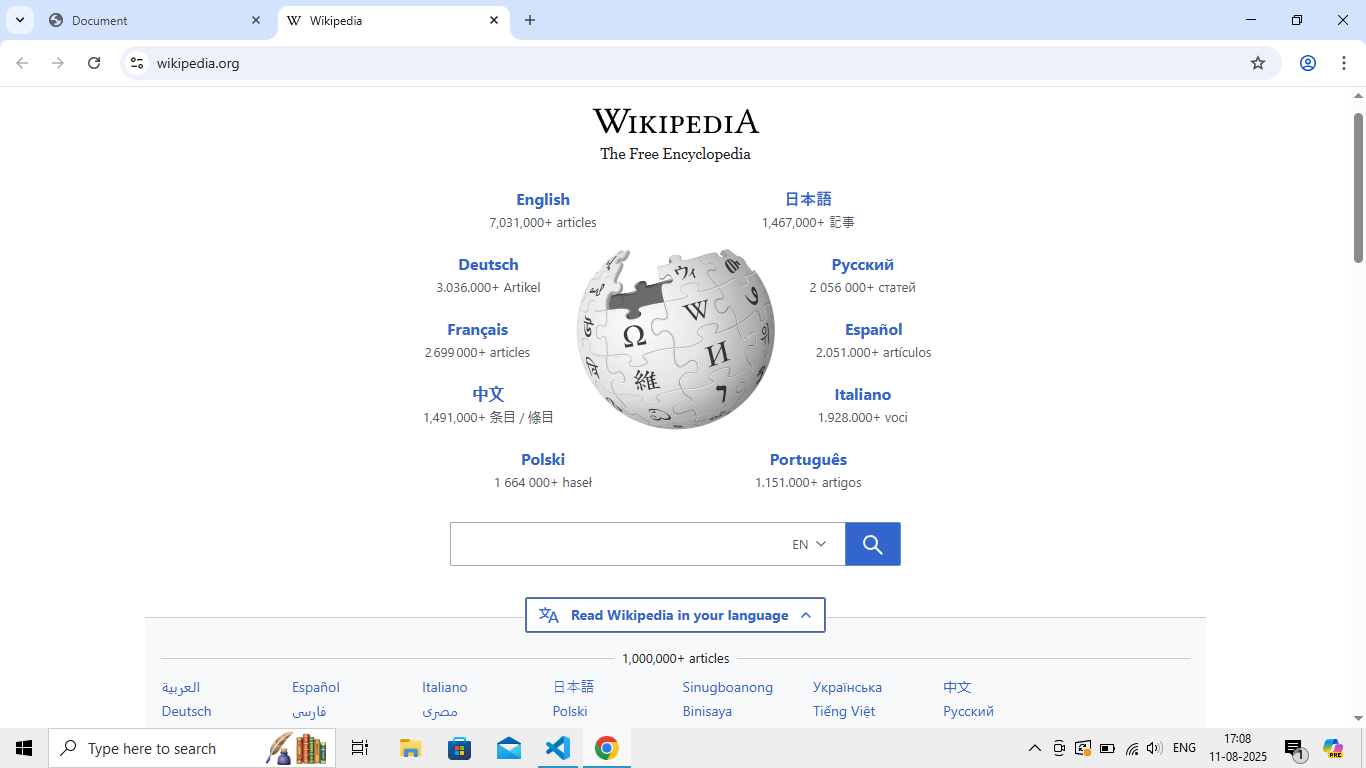 Document
Wikipedia
wikipedia.org
WIKIPEDIA
The Free Encyclopedia
English
7,031,000+ articles
日本語
1,467,000+ 記事
Deutsch
3.036.000+ Artikel
Русский
2 056 000+ статей
Français
2 699 000+ articles
Español
2.051.000+ artículos
中文
1,491,000+ 条目 / 條目
Italiano
1.928.000+ voci
Polski
1 664 000+ haseł
Português
1.151.000+ artigos
Ω W И 維 ウィ
EN
Read Wikipedia in your language
1,000,000+ articles
العربية Español Italiano 日本語 Sinugboanong Українська 中文
Deutsch فارسی مصرى Polski Binisaya Tiếng Việt Русский
Type here to search
ENG
17:08
11-08-2025
1
PRE